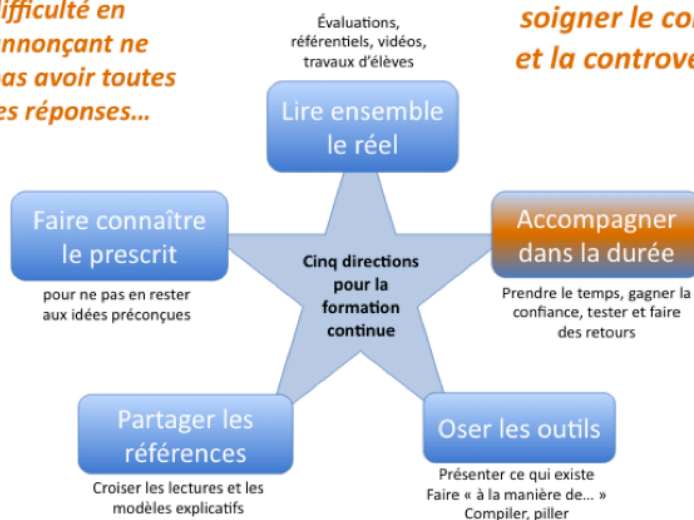 ifficulté en
nnonçant ne
as avoir toutes
es réponses...
Évaluations,
référentiels, vidéos,
travaux d'élèves
soigner le co
et la controve
Lire ensemble
le réel
Faire connaître
le prescrit
pour ne pas en rester
aux idées préconçues
Cinq directions
pour la
formation
continue
Accompagner
dans la durée
Prendre le temps, gagner la
confiance, tester et faire
des retours
Partager les
références
Croiser les lectures et les
modèles explicatifs
Oser les outils
Présenter ce qui existe
Faire « à la manière de... »
Compiler, piller